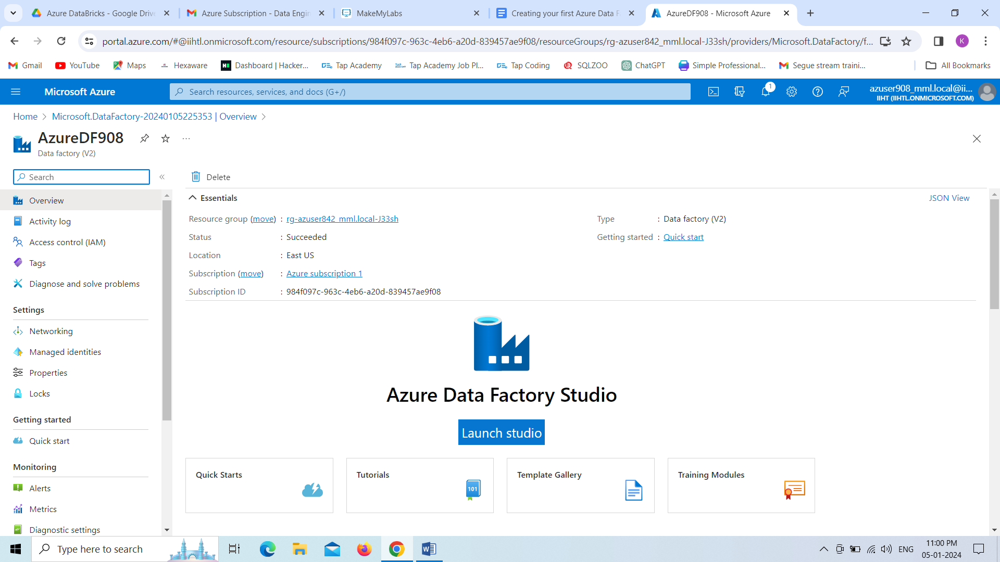 Azure DataBricks - Google Drive
Azure Subscription - Data Engin
MakeMyLabs
Creating your first Azure Data F
AzureDF908 - Microsoft Azure
portal.azure.com/#@iihtl.onmicrosoft.com/resource/subscriptions/984f097c-963c-4eb6-a20d-839457ae9f08/resourceGroups/rg-azuser842_mml.local-J33sh/providers/Microsoft.DataFactory/f...
K
Gmail
YouTube
Maps
Hexaware
Dashboard | Hacker...
Tap Academy
Tap Academy Job Pl...
Tap Coding
SQLZOO
ChatGPT
Simple Professional...
Segue stream traini...
All Bookmarks
Microsoft Azure
Search resources, services, and docs (G+/)
1
azuser908_mml.local@ii...
IIHT (IIHTL.ONMICROSOFT.COM)
Home > Microsoft.DataFactory-20240105225353 | Overview >
AzureDF908
Data factory (V2)
Search
Delete
Overview
Activity log
Access control (IAM)
Tags
Diagnose and solve problems
Settings
Networking
Managed identities
Properties
Locks
Getting started
Quick start
Monitoring
Alerts
Metrics
Diagnostic settings
Essentials
JSON View
Resource group (move) : rg-azuser842_mml.local-J33sh
Status : Succeeded
Location : East US
Subscription (move) : Azure subscription 1
Subscription ID : 984f097c-963c-4eb6-a20d-839457ae9f08
Type : Data factory (V2)
Getting started : Quick start
Azure Data Factory Studio
Launch studio
Quick Starts
Tutorials
101
Template Gallery
Training Modules
Type here to search
ENG
11:00 PM
05-01-2024